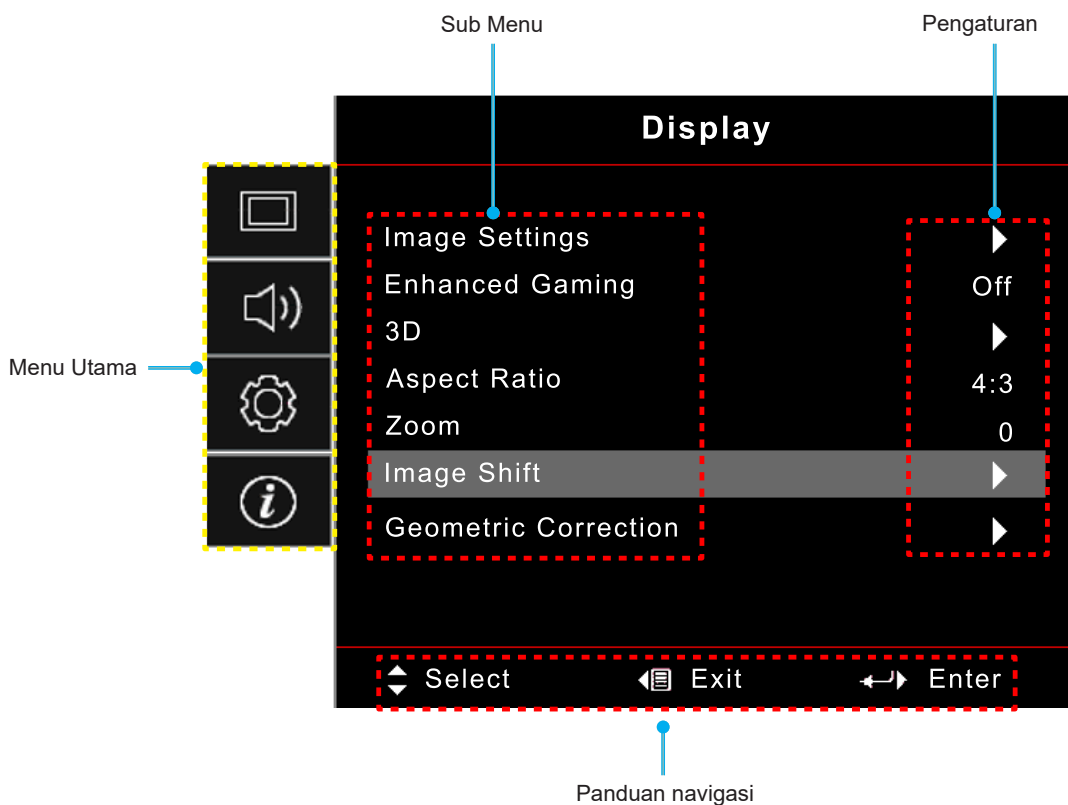 Sub Menu
Pengaturan
Display
Image Settings
Enhanced Gaming Off
3D
Menu Utama
Aspect Ratio 4:3
Zoom 0
Image Shift
Geometric Correction
Select Exit Enter
Panduan navigasi